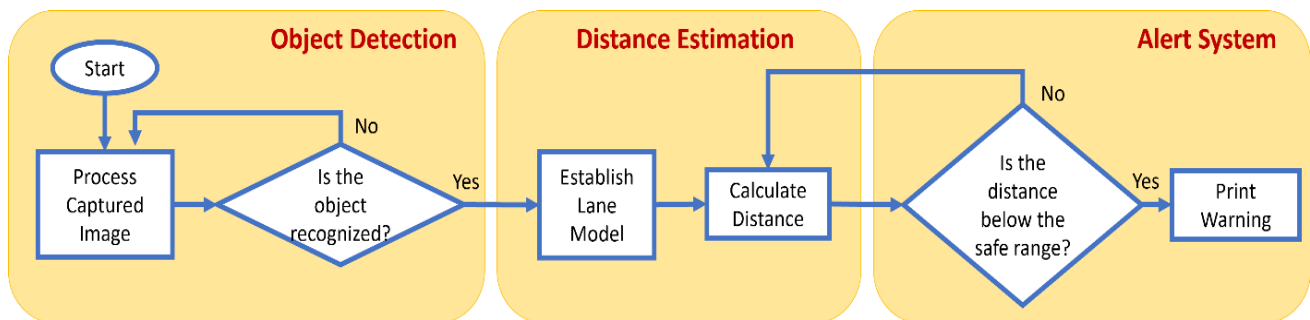 Object Detection
Start
No
Process
Captured
Image
Is the
object
recognized?
Yes
Distance Estimation
Establish
Lane
Model
Calculate
Distance
Alert System
No
Is the
distance
below the
safe range?
Yes
Print
Warning